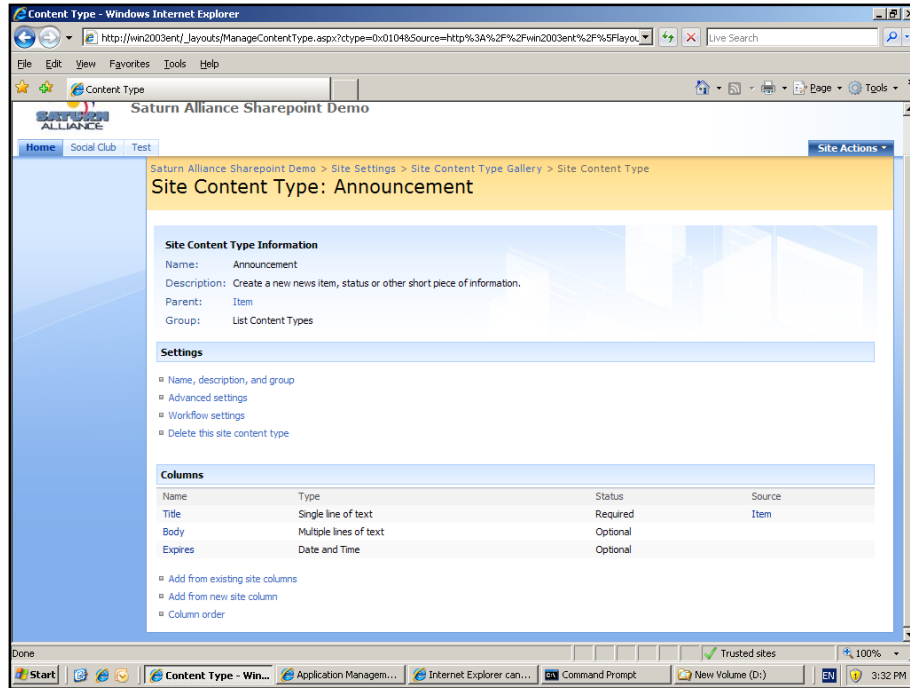 Content Type - Windows Internet Explorer
http://win2003ent/_layouts/ManageContentType.aspx?ctype=0x0104&Source=http%3A%2F%2Fwin2003ent%2F%5Flayou
Live Search
File Edit View Favorites Tools Help
Content Type
Page Tools
SATURN
ALLIANCE
Saturn Alliance Sharepoint Demo
Home Social Club Test Site Actions
Saturn Alliance Sharepoint Demo > Site Settings > Site Content Type Gallery > Site Content Type
Site Content Type: Announcement
Site Content Type Information
Name: Announcement
Description: Create a new news item, status or other short piece of information.
Parent: Item
Group: List Content Types
Settings
Name, description, and group
Advanced settings
Workflow settings
Delete this site content type
Columns
Name Type Status Source
Title Single line of text Required Item
Body Multiple lines of text Optional
Expires Date and Time Optional
Add from existing site columns
Add from new site column
Column order
Done Trusted sites 100%
Start Content Type - Win... Application Managem... Internet Explorer can... Command Prompt New Volume (D:) EN 3:32 PM